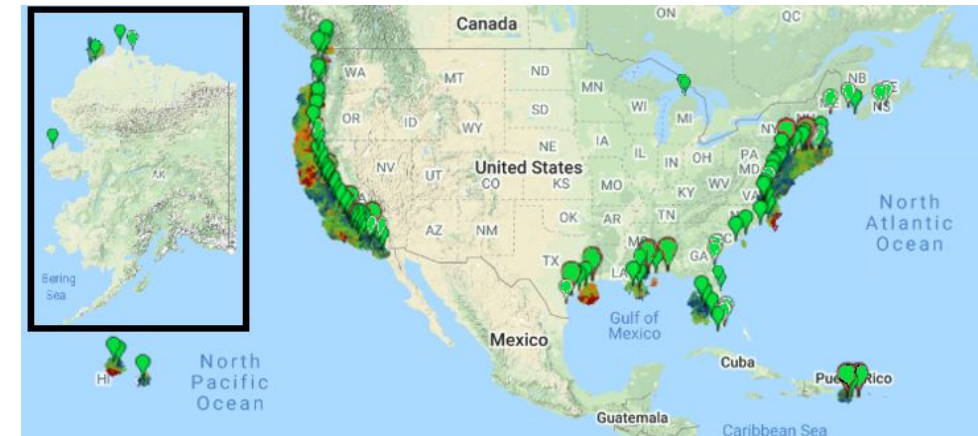 Canada
ON
QC
WA
MT
ND
MN
NB
OR
ID
SD
WI
NS
WY
MI
NY
NE
IA
NV
UT
United States
IL
IN
OH
PA
MD
CO
KS
MO
KY
WV
VA
AK
North
Atlantic
Ocean
AZ
NM
OK
AR
TN
TX
LA
GA
Bering
Sea
Gulf of
Mexico
Mexico
Cuba
North
Pacific
Ocean
HI
Guatemala
Caribbean Sea